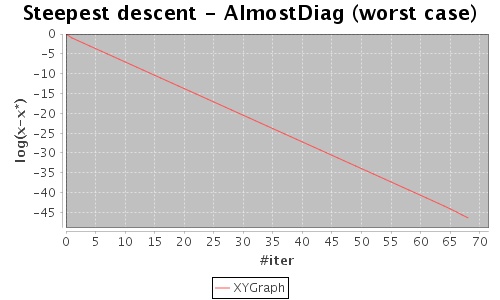 Steepest descent - AlmostDiag (worst case)
0
-5
-10
-15
-20
-25
-30
-35
-40
-45
log(x-x*)
0 5 10 15 20 25 30 35 40 45 50 55 60 65 70
#iter
XYGraph